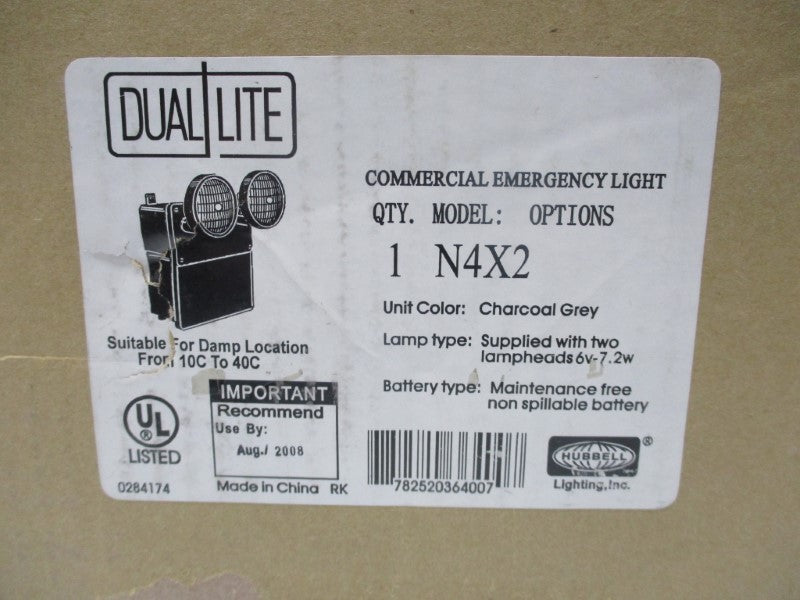 DUAL LITE
COMMERCIAL EMERGENCY LIGHT
QTY. MODEL: OPTIONS
1 N4X2
Unit Color: Charcoal Grey
Lamp type: Supplied with two
lampheads 6v-7.2w
Battery type: Maintenance free
non spillable battery
Suitable For Damp Location
From 10C To 40C
UL
®
LISTED
0284174
IMPORTANT
Recommend
Use By:
Aug./ 2008
Made in China RK
782520364007
HUBBELL
®
Lighting, Inc.